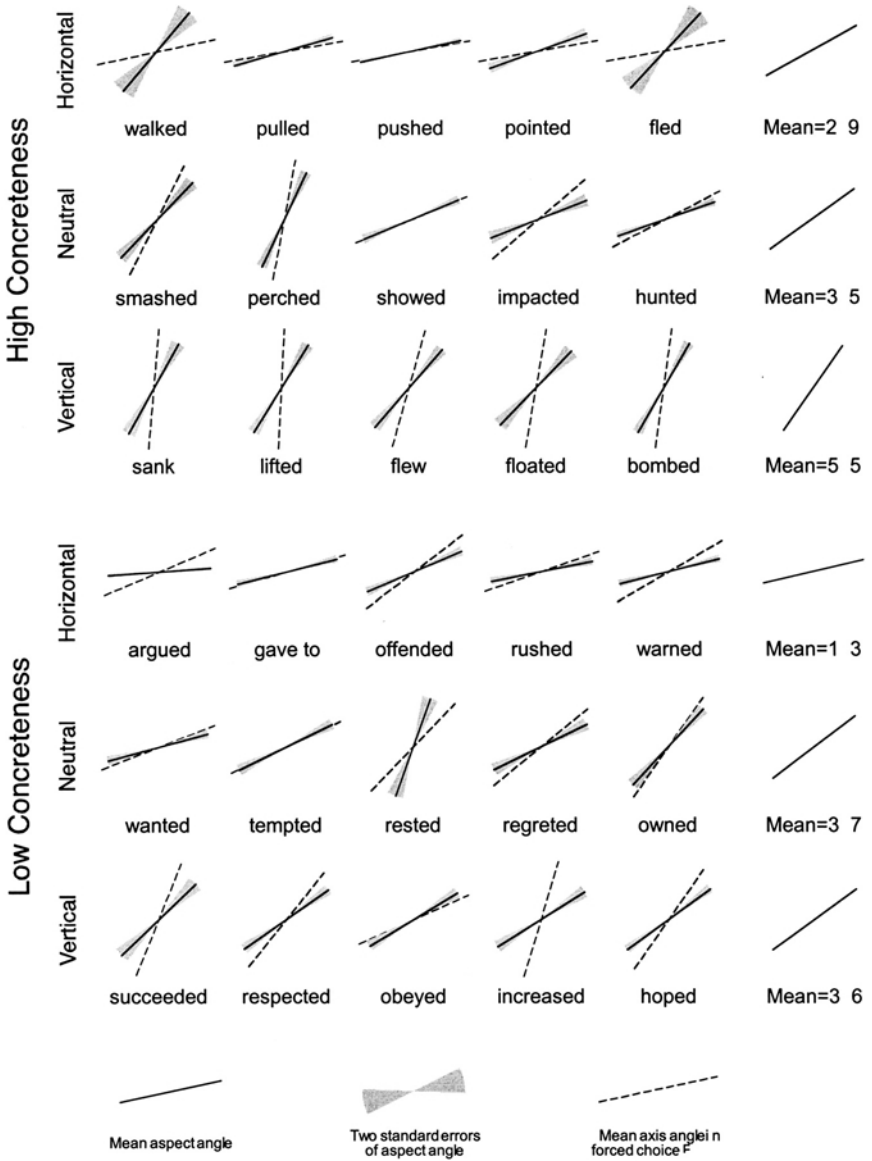 High Concreteness
Horizontal
walked pulled pushed pointed fled Mean=2 9
Neutral
smashed perched showed impacted hunted Mean=3 5
Vertical
sank lifted flew floated bombed Mean=5 5
Low Concreteness
Horizontal
argued gave to offended rushed warned Mean=1 3
Neutral
wanted tempted rested regreted owned Mean=3 7
Vertical
succeeded respected obeyed increased hoped Mean=3 6
Mean aspect angle
Two standard errors
of aspect angle
Mean axis anglei n
forced choice F